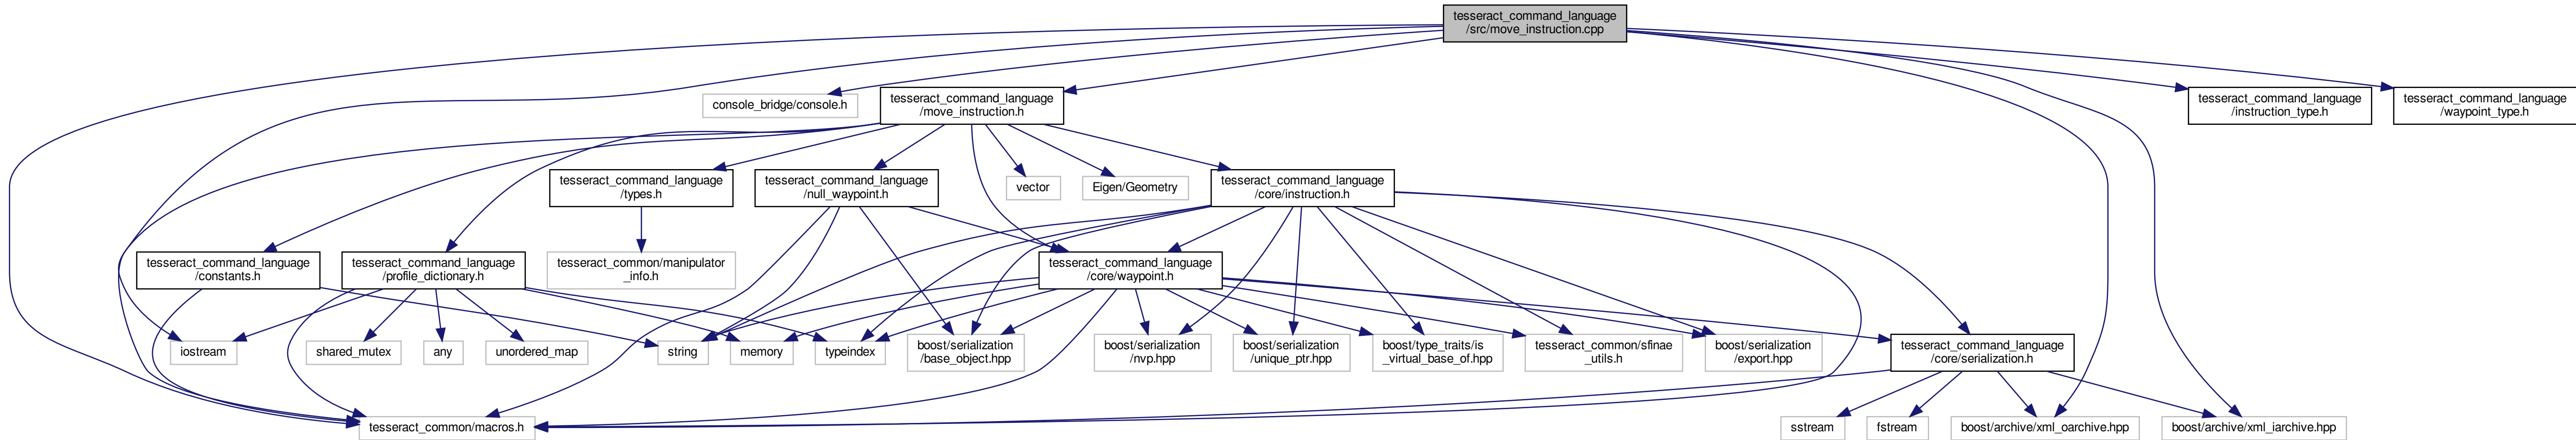 tesseract_command_language
/src/move_instruction.cpp
console_bridge/console.h
tesseract_command_language
/move_instruction.h
tesseract_command_language
/instruction_type.h
tesseract_command_language
/waypoint_type.h
tesseract_command_language
/types.h
tesseract_command_language
/null_waypoint.h
vector
Eigen/Geometry
tesseract_command_language
/core/instruction.h
tesseract_command_language
/constants.h
tesseract_command_language
/profile_dictionary.h
tesseract_common/manipulator
_info.h
tesseract_command_language
/core/waypoint.h
iostream
shared_mutex
any
unordered_map
string
memory
typeindex
boost/serialization
/base_object.hpp
boost/serialization
/nvp.hpp
boost/serialization
/unique_ptr.hpp
boost/type_traits/is
_virtual_base_of.hpp
tesseract_common/sfinae
_utils.h
boost/serialization
/export.hpp
tesseract_command_language
/core/serialization.h
tesseract_common/macros.h
sstream
fstream
boost/archive/xml_oarchive.hpp
boost/archive/xml_iarchive.hpp